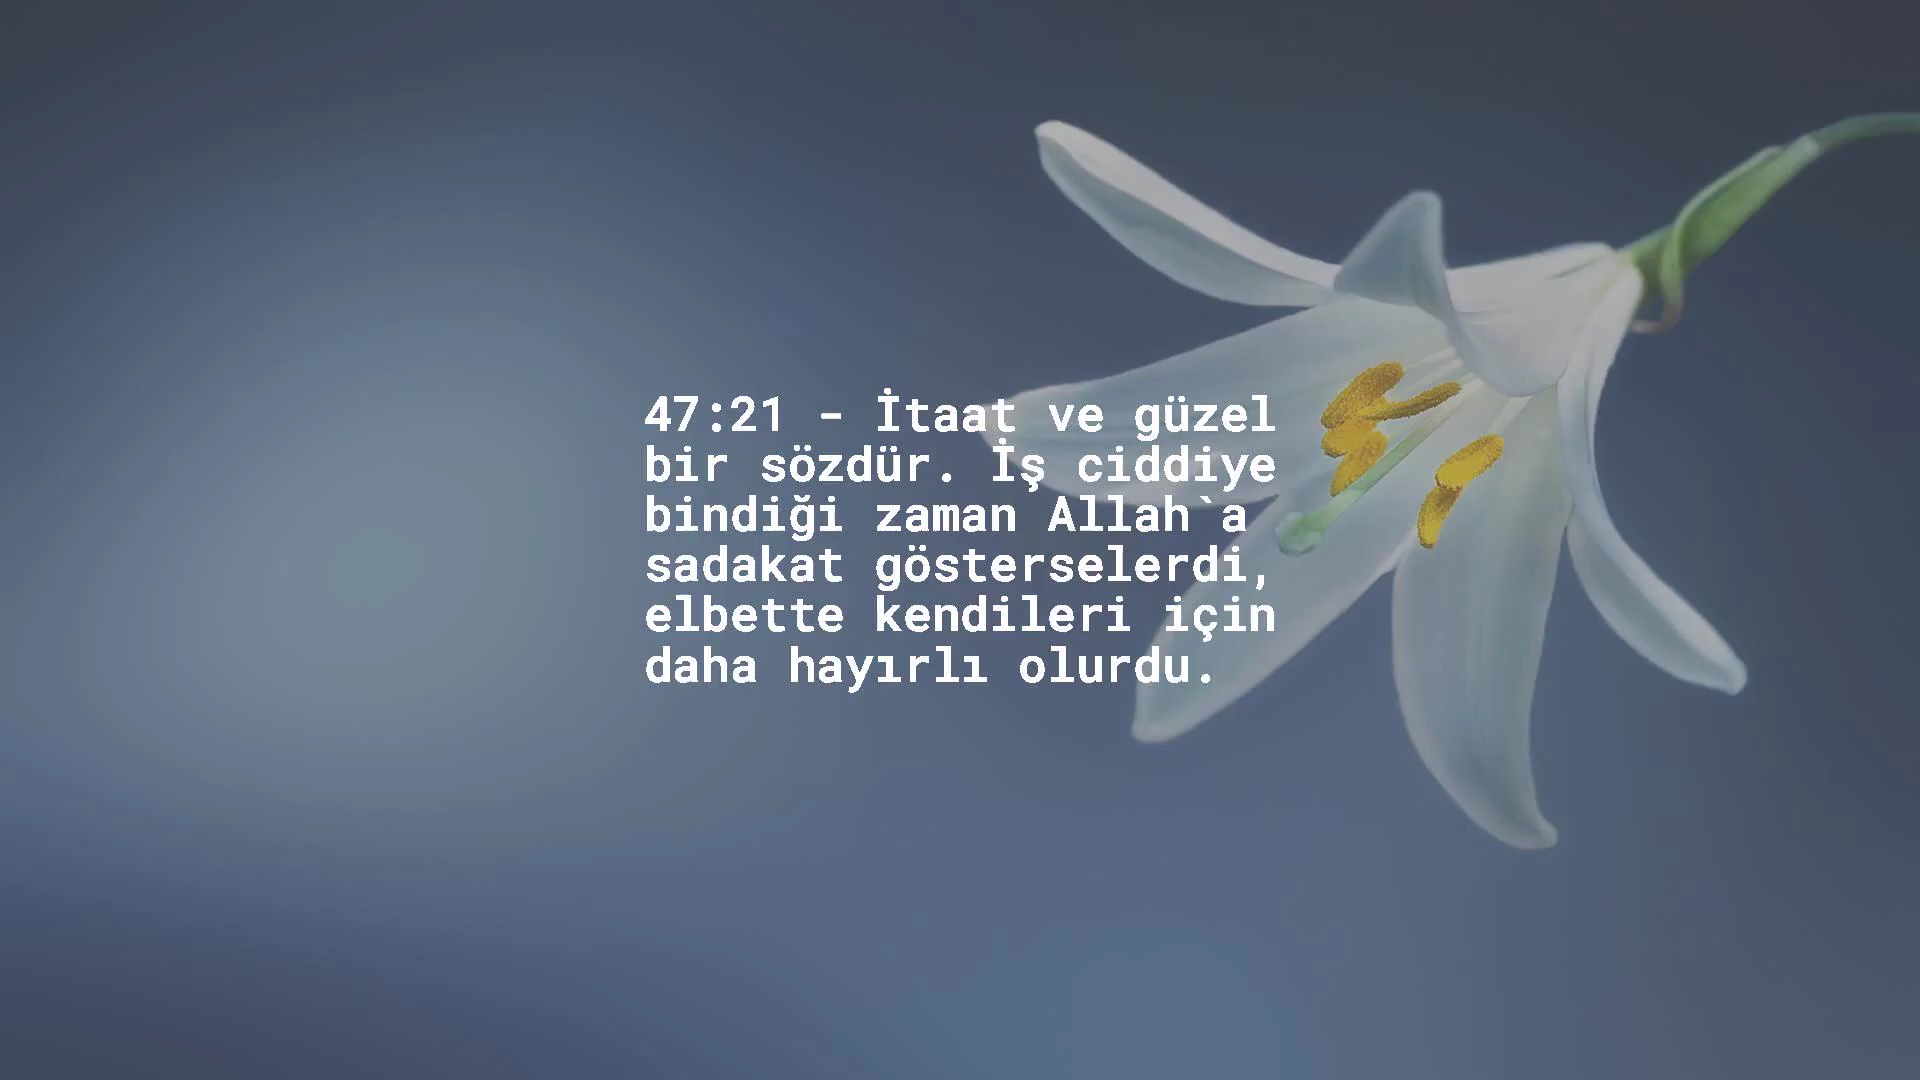 47:21 - İtaat ve güzel
bir sözdür. İş ciddiye
bindiği zaman Allah`a
sadakat gösterselerdi,
elbette kendileri için
daha hayırlı olurdu.